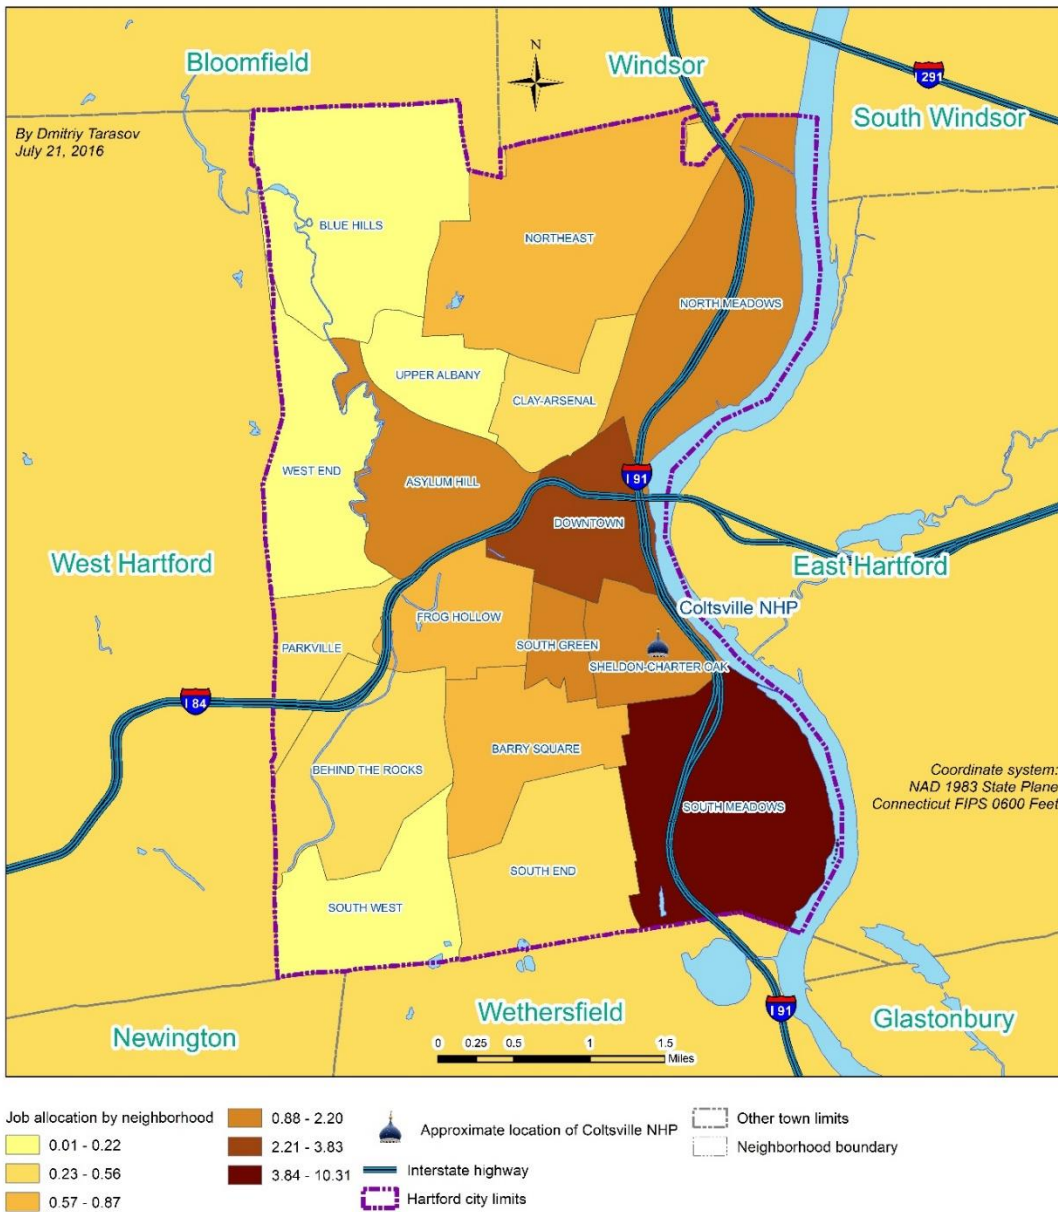 Bloomfield
N
Windsor
I 291
South Windsor
By Dmitriy Tarasov
July 21, 2016
BLUE HILLS
NORTHEAST
NORTH MEADOWS
UPPER ALBANY
CLAY-ARSENAL
WEST END
ASYLUM HILL
I 91
DOWNTOWN
West Hartford
East Hartford
Coltsville NHP
FROG HOLLOW
PARKVILLE
SOUTH GREEN
SHELDON-CHARTER OAK
I 84
BARRY SQUARE
BEHIND THE ROCKS
Coordinate system:
NAD 1983 State Plane
Connecticut FIPS 0600 Feet
SOUTH MEADOWS
SOUTH END
SOUTH WEST
Newington
Wethersfield
I 91
Glastonbury
0 0.25 0.5 1 1.5
Miles
Job allocation by neighborhood
0.01 - 0.22
0.23 - 0.56
0.57 - 0.87
0.88 - 2.20
2.21 - 3.83
3.84 - 10.31
Approximate location of Coltsville NHP
Interstate highway
Hartford city limits
Other town limits
Neighborhood boundary